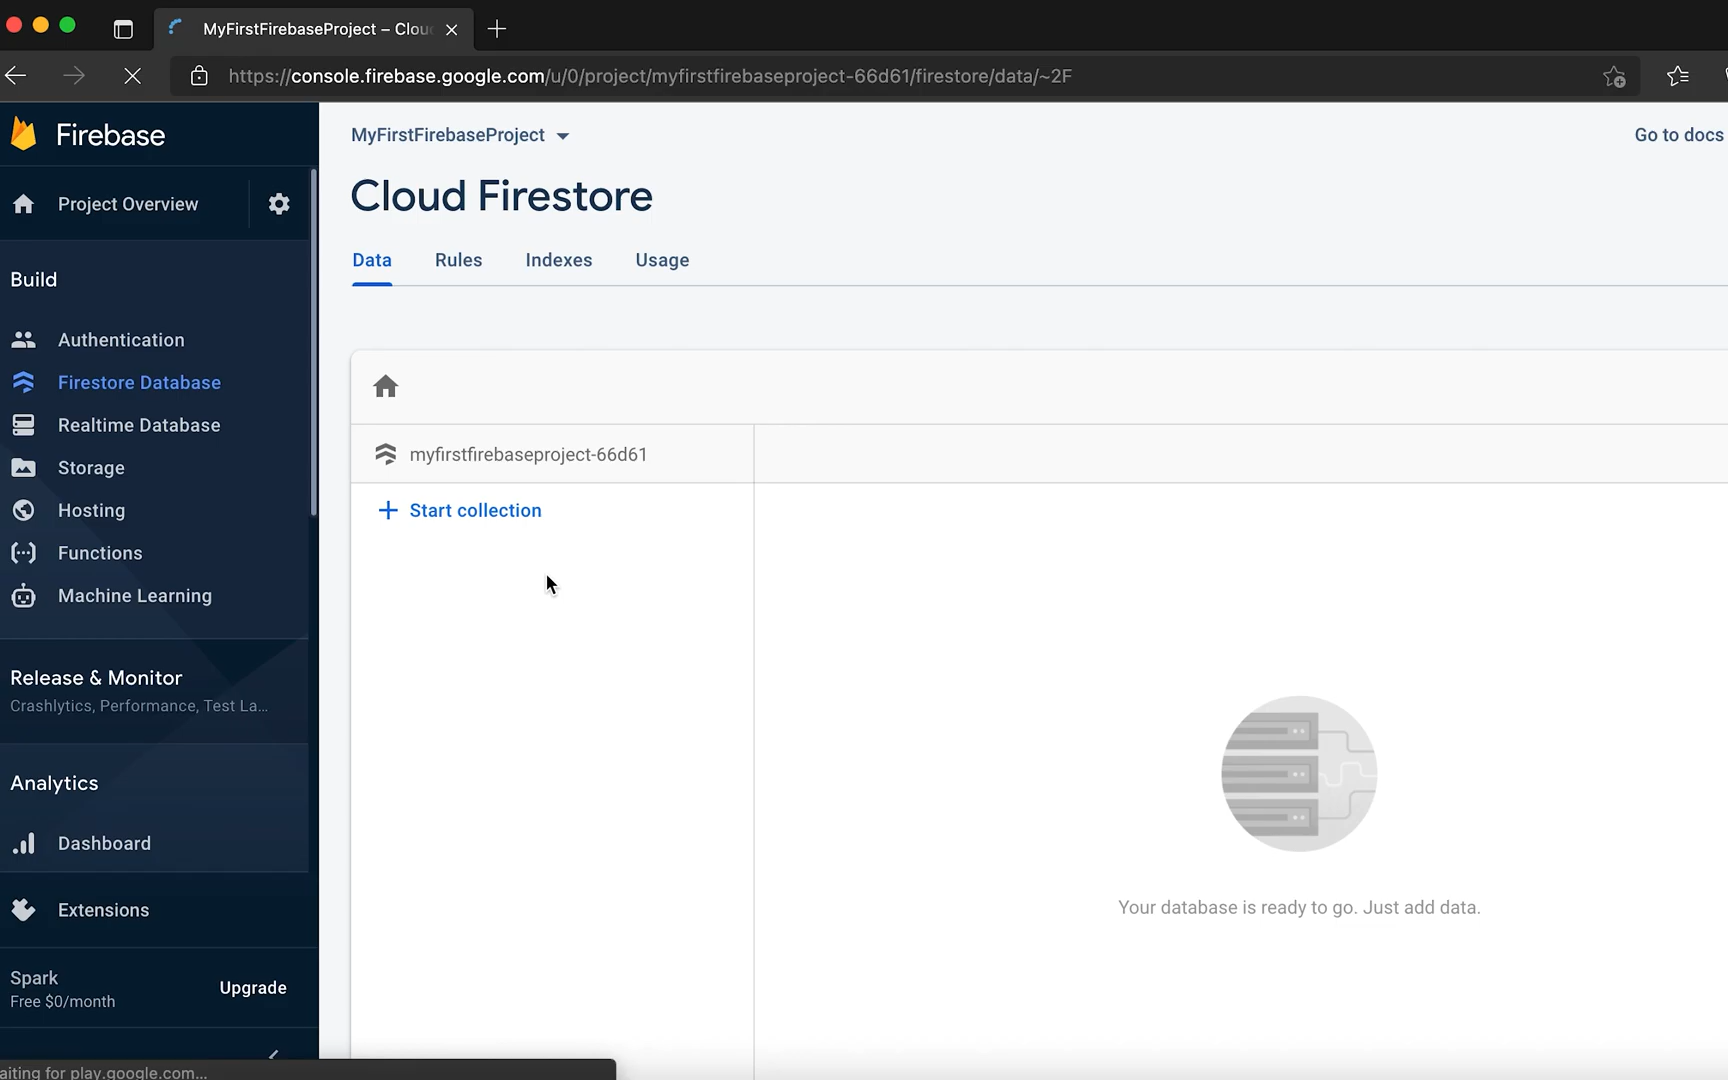 MyFirstFirebaseProject – Clou
https://console.firebase.google.com/u/0/project/myfirstfirebaseproject-66d61/firestore/data/~2F
Firebase
Project Overview
Build
Authentication
Firestore Database
Realtime Database
Storage
Hosting
Functions
Machine Learning
Release & Monitor
Crashlytics, Performance, Test La...
Analytics
Dashboard
Extensions
Spark
Free $0/month
Upgrade
aiting for play.google.com...
MyFirstFirebaseProject
Go to docs
Cloud Firestore
Data Rules Indexes Usage
myfirstfirebaseproject-66d61
Start collection
Your database is ready to go. Just add data.